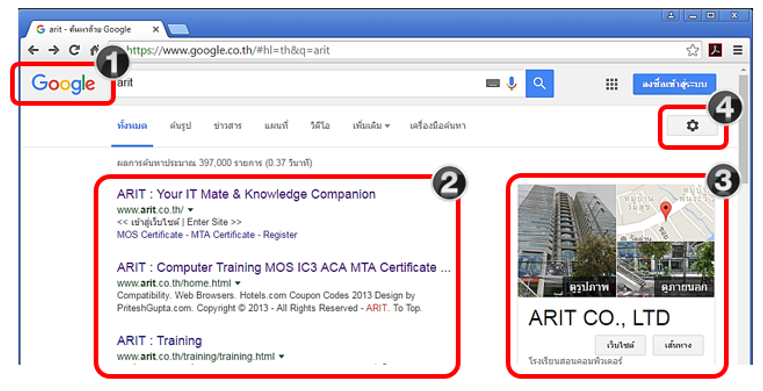 arit - ค้นหาด้วย Google
https://www.google.co.th/#hl=th&q=arit
1
Google
arit
ลงชื่อเข้าสู่ระบบ
4
ทั้งหมด ค้นรูป ข่าวสาร แผนที่ วิดีโอ เพิ่มเติม เครื่องมือค้นหา
ผลการค้นหาประมาณ 397,000 รายการ (0.37 วินาที)
2
ARIT : Your IT Mate & Knowledge Companion
www.arit.co.th/
<< เข้าสู่เว็บไซต์ | Enter Site >>
MOS Certificate - MTA Certificate - Register
ARIT : Computer Training MOS IC3 ACA MTA Certificate ...
www.arit.co.th/home.html
Compatibility. Web Browsers. Hotels.com Coupon Codes 2013 Design by
PriteshGupta.com. Copyright © 2013 - All Rights Reserved - ARIT. To Top.
ARIT : Training
www.arit.co.th/training/training.html
3
ดูรูปภาพ
ดูภายนอก
ARIT CO., LTD
เว็บไซต์ เส้นทาง
โรงเรียนสอนคอมพิวเตอร์